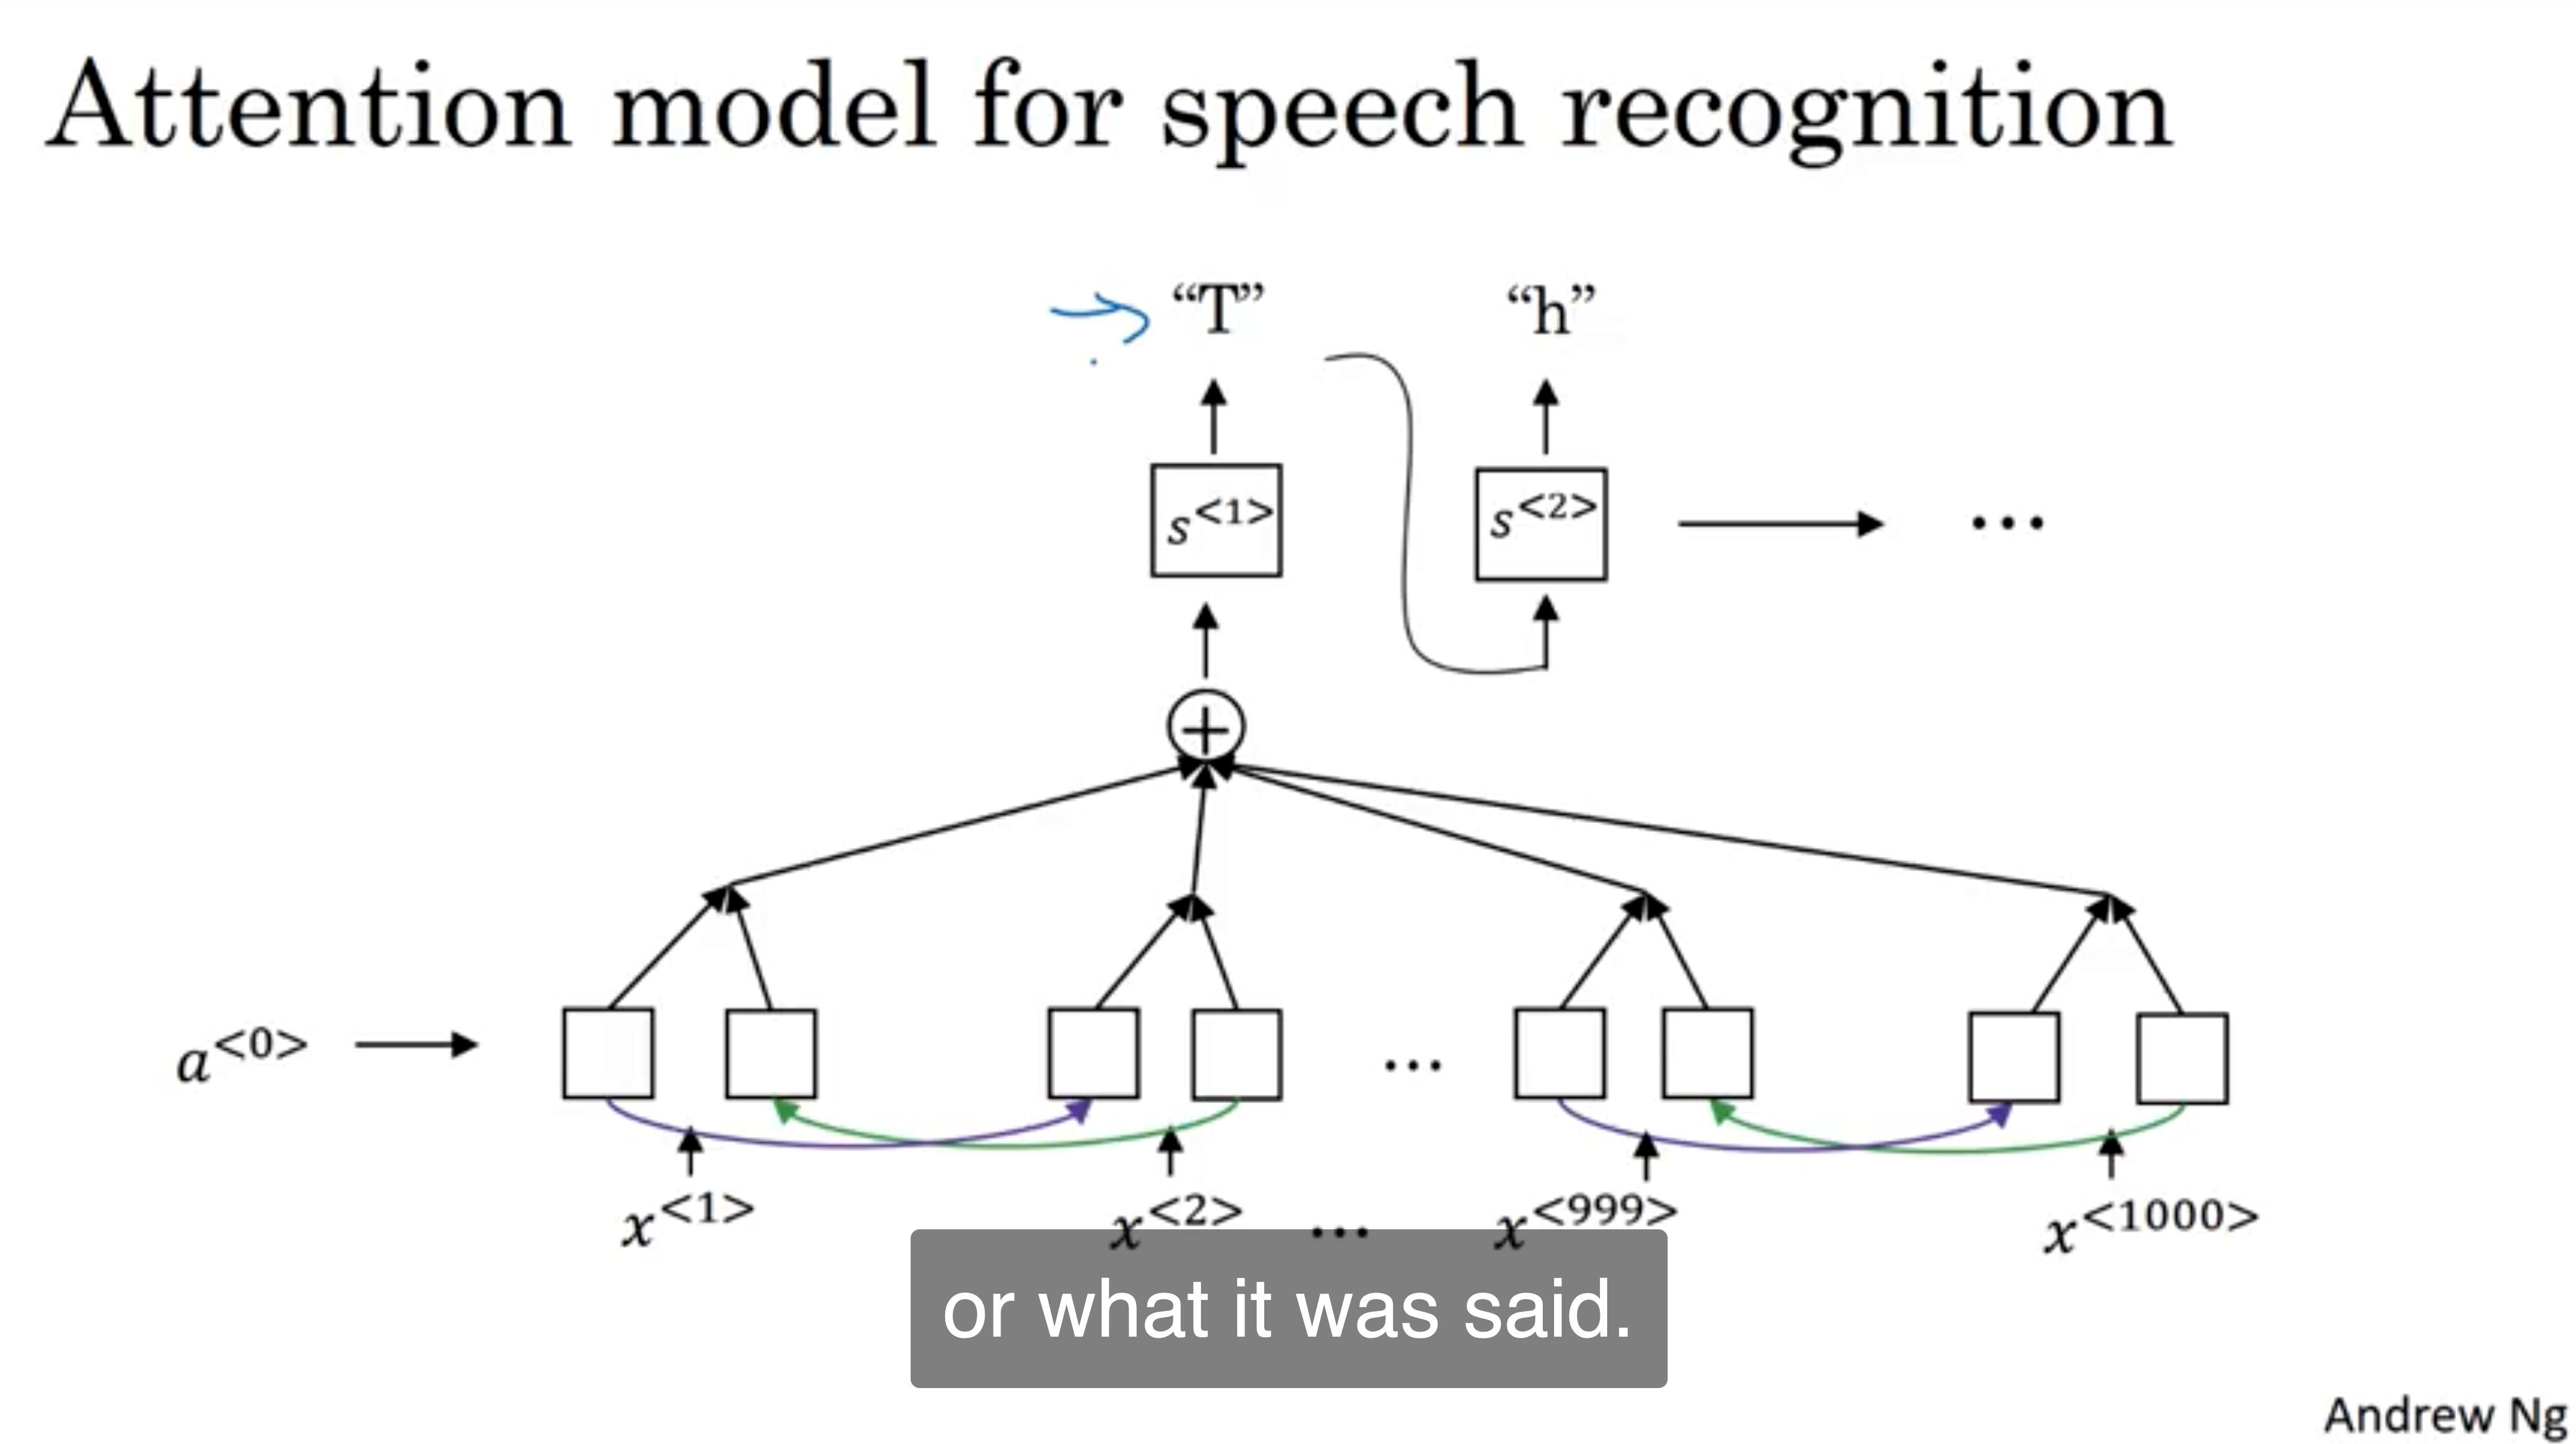 Attention model for speech recognition
“T” “h”
s<1> s<2> ...
+
a<0> ...
x<1> x<2> ... x<999> x<1000>
or what it was said.
Andrew Ng